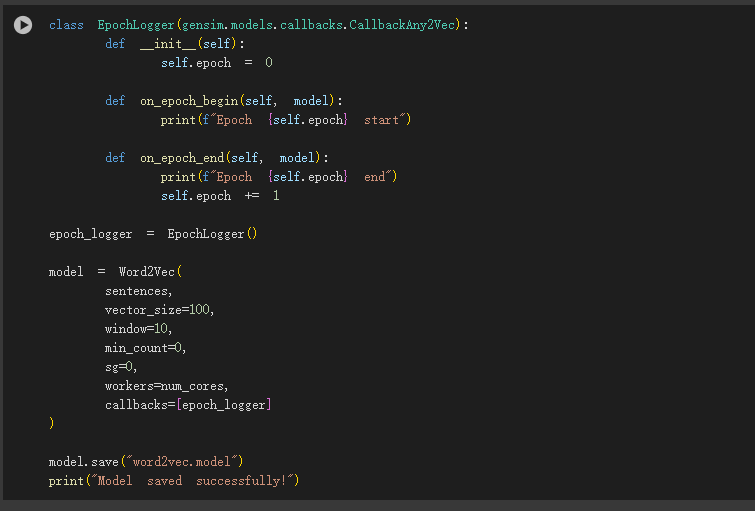 class EpochLogger(gensim.models.callbacks.CallbackAny2Vec):
    def __init__(self):
        self.epoch = 0

    def on_epoch_begin(self, model):
        print(f"Epoch {self.epoch} start")

    def on_epoch_end(self, model):
        print(f"Epoch {self.epoch} end")
        self.epoch += 1

epoch_logger = EpochLogger()

model = Word2Vec(
    sentences,
    vector_size=100,
    window=10,
    min_count=0,
    sg=0,
    workers=num_cores,
    callbacks=[epoch_logger]
)

model.save("word2vec.model")
print("Model saved successfully!")